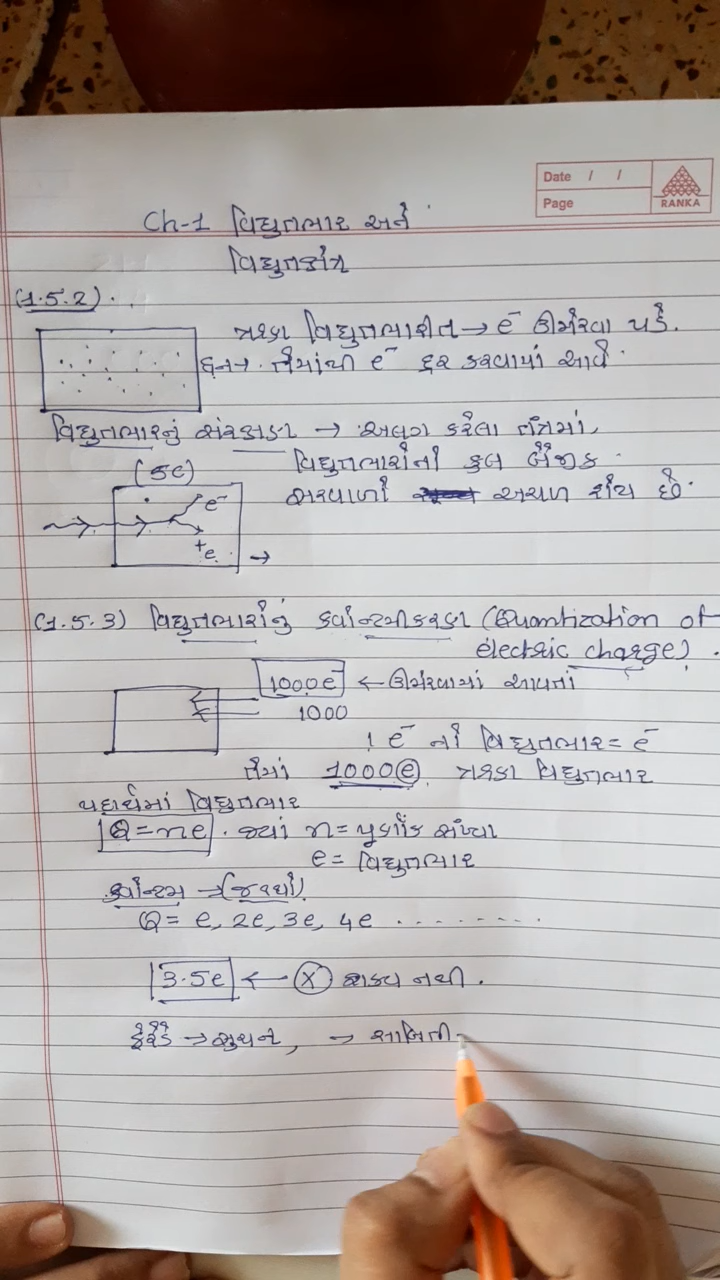 Date / /
Page
RANKA
Ch-1 વિદ્યુતભાર અને
વિદ્યુતક્ષેત્ર
(1.5.2).
ઋણ વિદ્યુતભારીત → e⁻ ઉમેરવા પડે.
ધન → તેમાંથી e⁻ દૂર કરવામાં આવે.
વિદ્યુતભારનું સંરક્ષણ → અલગ કરેલા તંત્રમાં,
(5C) વિદ્યુતભારોનો કુલ બૈજીક
સરવાળો અચળ રહે છે.
e⁻
+e →
(1.5.3) વિદ્યુતભારોનું ક્વોન્ટમીકરણ (Quantization of
electric charge).
1000e⁻ ← ઉમેરવામાં આવતાં
1000
1 e⁻ નો વિદ્યુતભાર = e⁻
તેમાં 1000e ઋણ વિદ્યુતભાર
પદાર્થમાં વિદ્યુતભાર
Q = ne. જ્યાં n = પૂર્ણાંક સંખ્યા
e = વિદ્યુતભાર
ક્વોન્ટમ → (જથ્થો)
Q = e, 2e, 3e, 4e ........
3.5e ← X શક્ય નથી.
ફેરેડે → સુચન, → સાબિતી